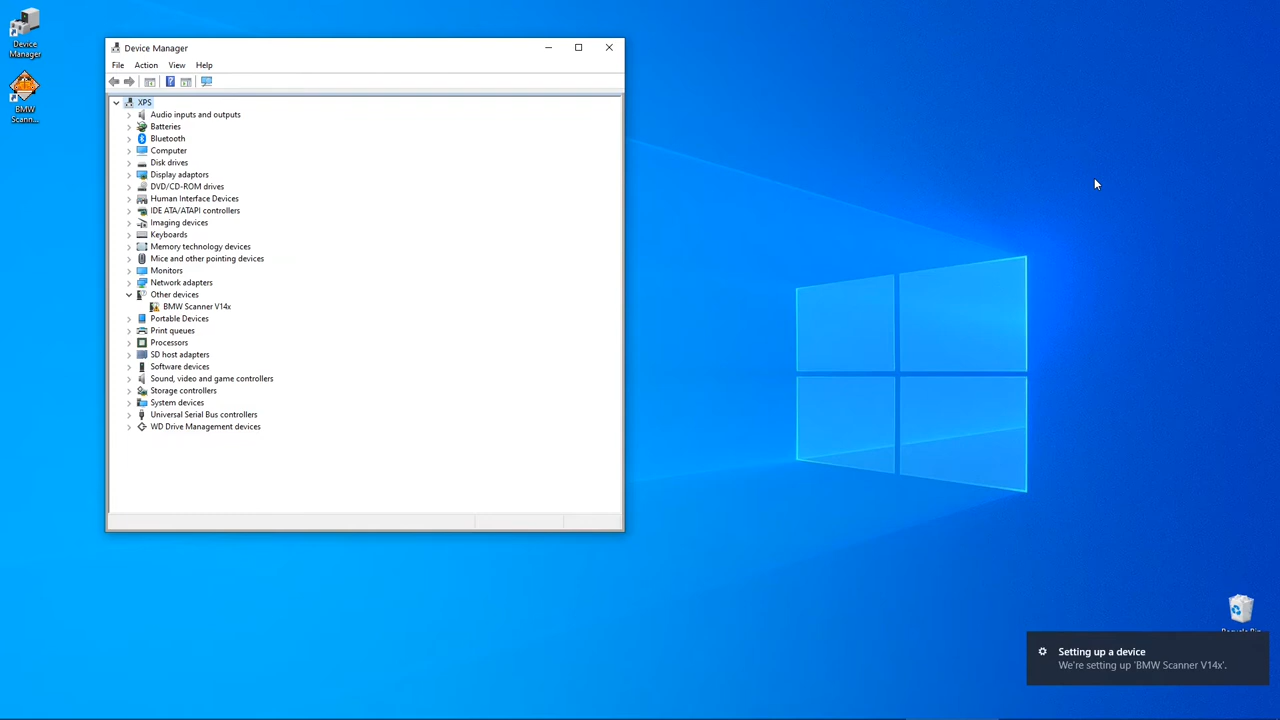 Device
Manager
BMW
Scann...
Device Manager
File Action View Help
XPS
Audio inputs and outputs
Batteries
Bluetooth
Computer
Disk drives
Display adaptors
DVD/CD-ROM drives
Human Interface Devices
IDE ATA/ATAPI controllers
Imaging devices
Keyboards
Memory technology devices
Mice and other pointing devices
Monitors
Network adapters
Other devices
BMW Scanner V14x
Portable Devices
Print queues
Processors
SD host adapters
Software devices
Sound, video and game controllers
Storage controllers
System devices
Universal Serial Bus controllers
WD Drive Management devices
Recycle Bin
Setting up a device
We're setting up 'BMW Scanner V14x'.